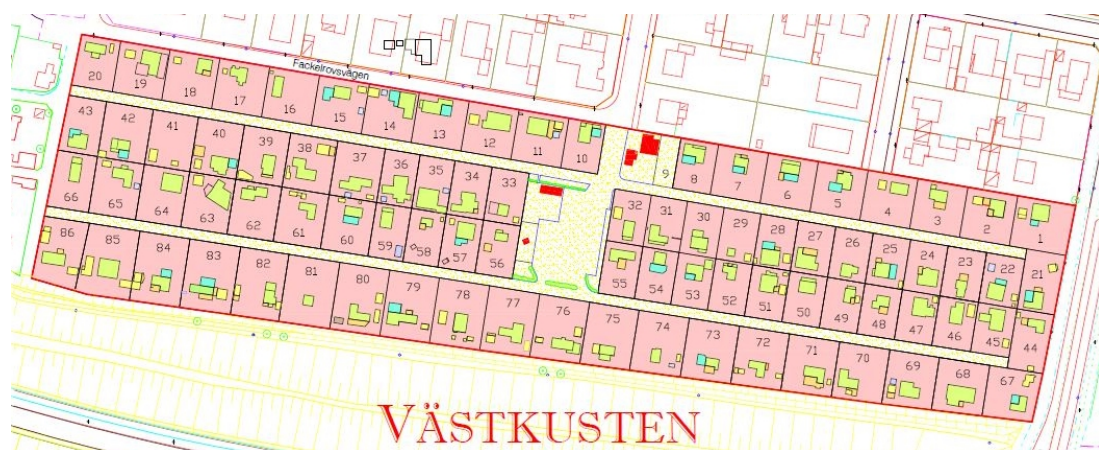 Fackelrovsvägen
20 19 18 17 16 15 14 13 12 11 10 9 8 7 6 5 4 3 2 1
43 42 41 40 39 38 37 36 35 34 33 32 31 30 29 28 27 26 25 24 23 22 21
66 65 64 63 62 61 60 59 58 57 56 55 54 53 52 51 50 49 48 47 46 45 44
86 85 84 83 82 81 80 79 78 77 76 75 74 73 72 71 70 69 68 67
VÄSTKUSTEN